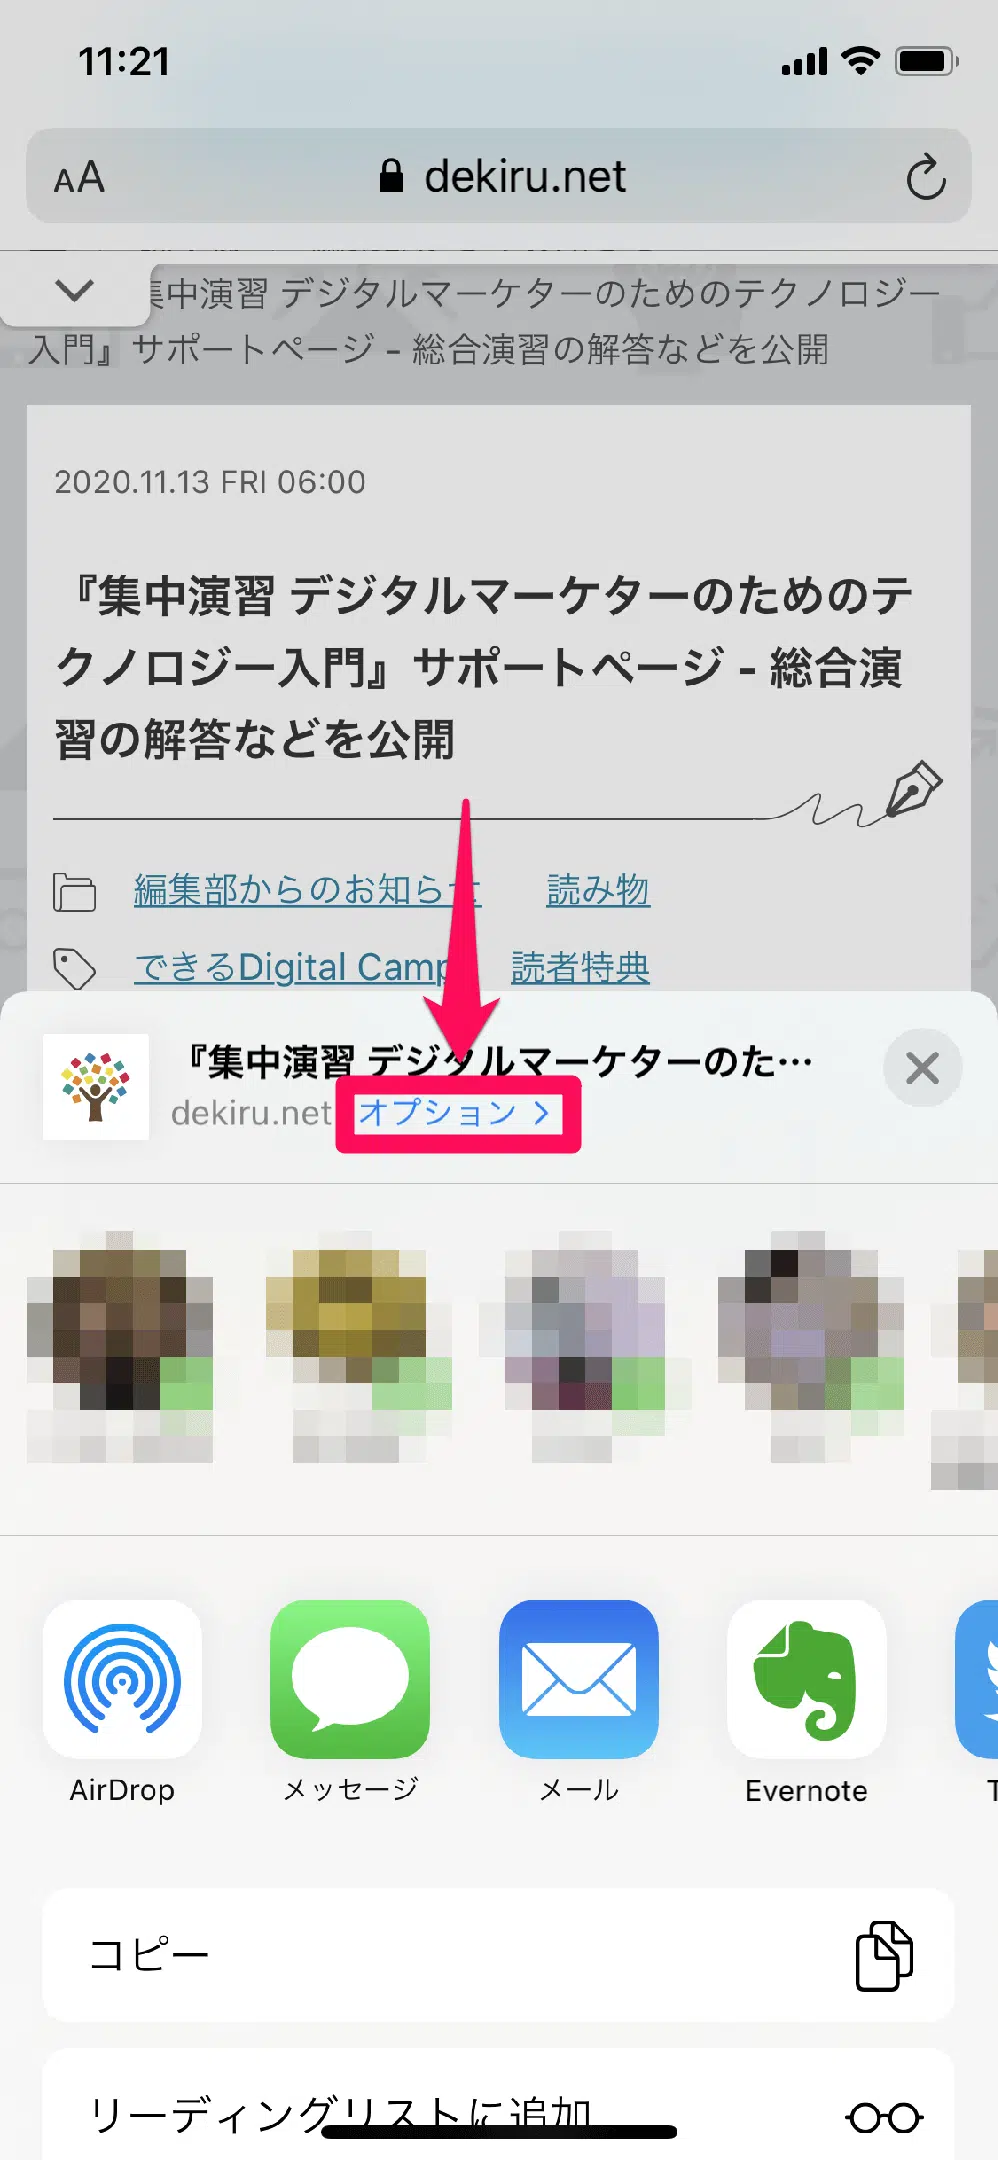 11:21
AA
dekiru.net
集中演習 デジタルマーケターのためのテクノロジー
入門』サポートページ - 総合演習の解答などを公開
2020.11.13 FRI 06:00
『集中演習 デジタルマーケターのためのテ
クノロジー入門』サポートページ - 総合演
習の解答などを公開
編集部からのお知らせ 読み物
できるDigital Camp 読者特典
『集中演習 デジタルマーケターのた…
dekiru.net オプション >
AirDrop メッセージ メール Evernote T
コピー
リーディングリストに追加